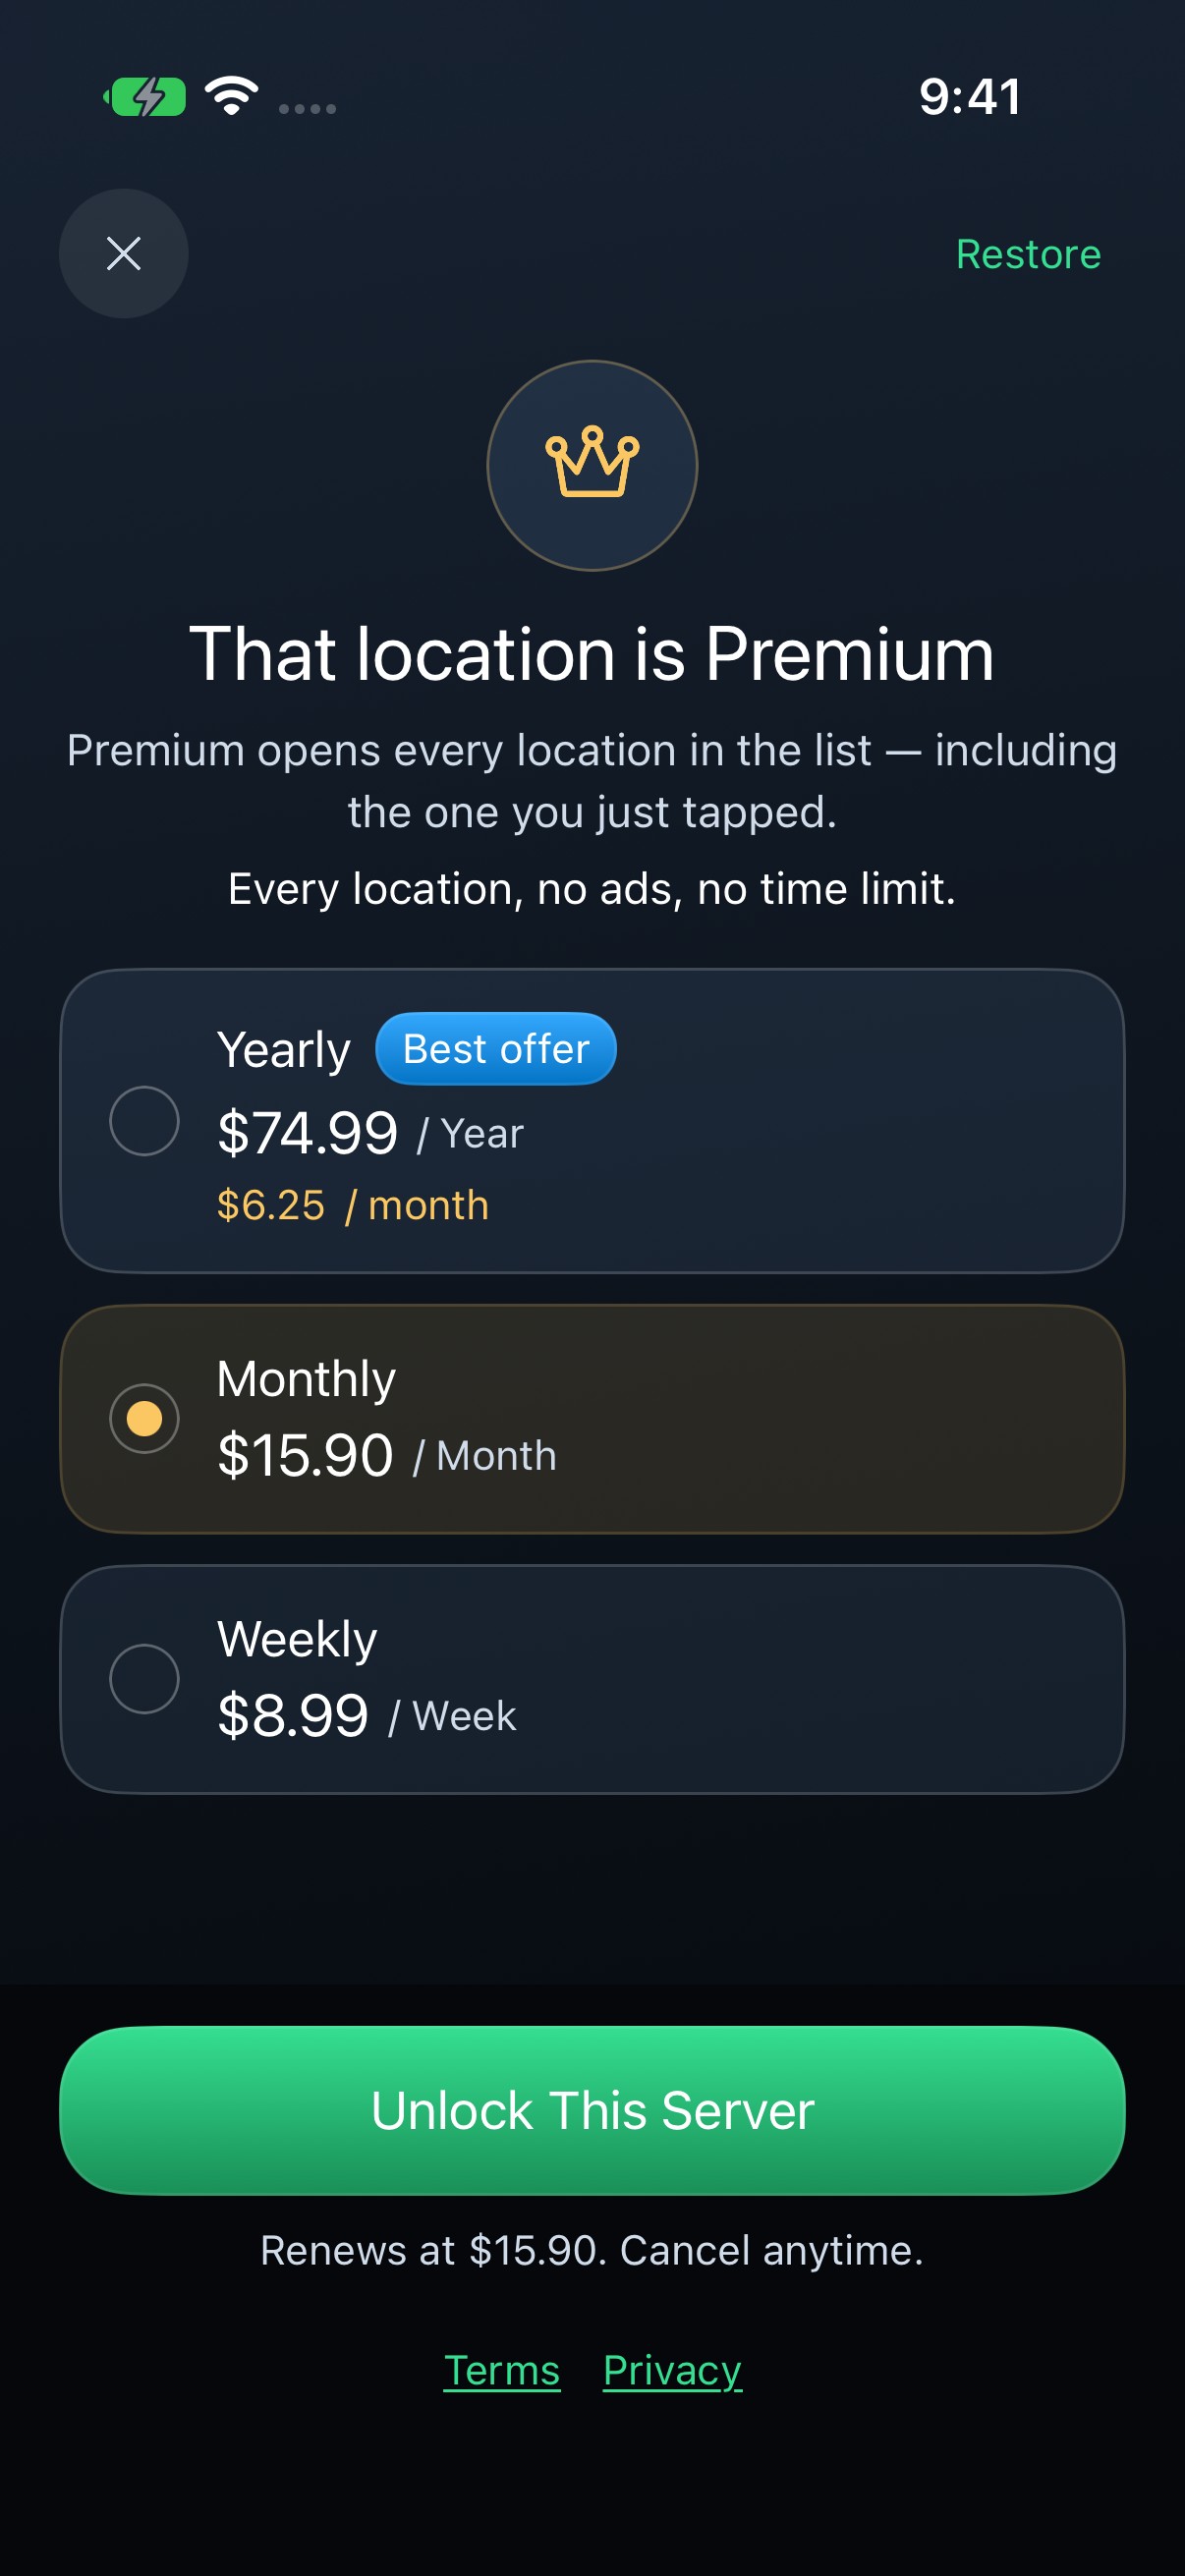 9:41
Restore
That location is Premium
Premium opens every location in the list — including
the one you just tapped.
Every location, no ads, no time limit.
Yearly Best offer
$74.99 / Year
$6.25 / month
Monthly
$15.90 / Month
Weekly
$8.99 / Week
Unlock This Server
Renews at $15.90. Cancel anytime.
Terms Privacy